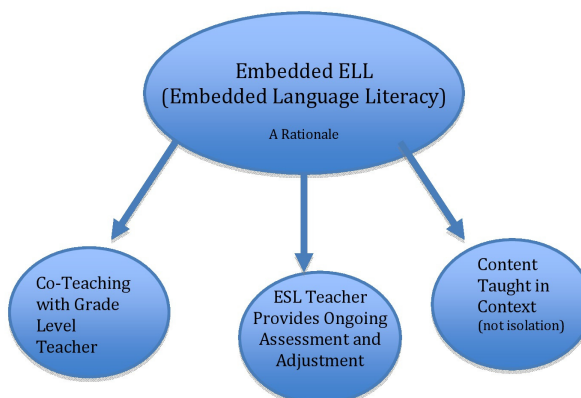 Embedded ELL
(Embedded Language Literacy)
A Rationale
Co-Teaching
with Grade
Level
Teacher
ESL Teacher
Provides Ongoing
Assessment and
Adjustment
Content
Taught in
Context
(not isolation)